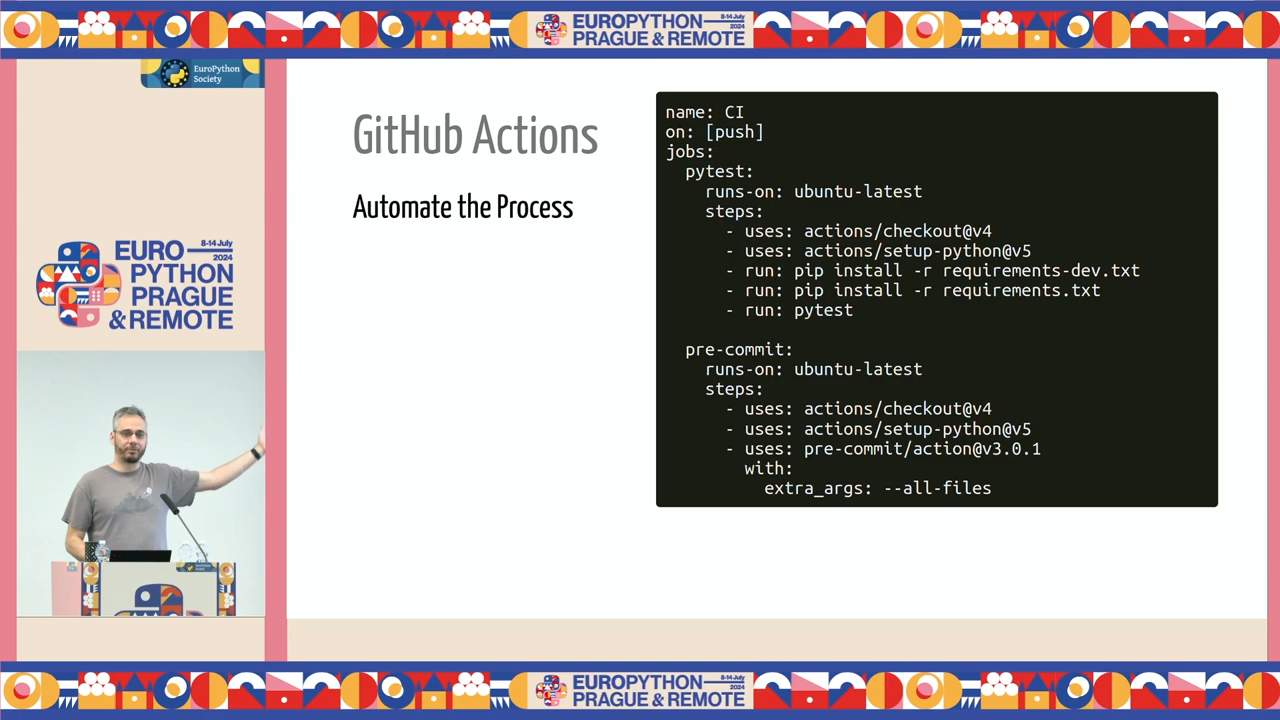 EUROPYTHON
8-14 July
2024
PRAGUE & REMOTE
EuroPython
Society
EURO
8-14 July
2024
PYTHON
PRAGUE
& REMOTE
GitHub Actions
Automate the Process
name: CI
on: [push]
jobs:
  pytest:
    runs-on: ubuntu-latest
    steps:
      - uses: actions/checkout@v4
      - uses: actions/setup-python@v5
      - run: pip install -r requirements-dev.txt
      - run: pip install -r requirements.txt
      - run: pytest
  pre-commit:
    runs-on: ubuntu-latest
    steps:
      - uses: actions/checkout@v4
      - uses: actions/setup-python@v5
      - uses: pre-commit/action@v3.0.1
        with:
          extra_args: --all-files
EUROPYTHON
8-14 July
2024
PRAGUE & REMOTE